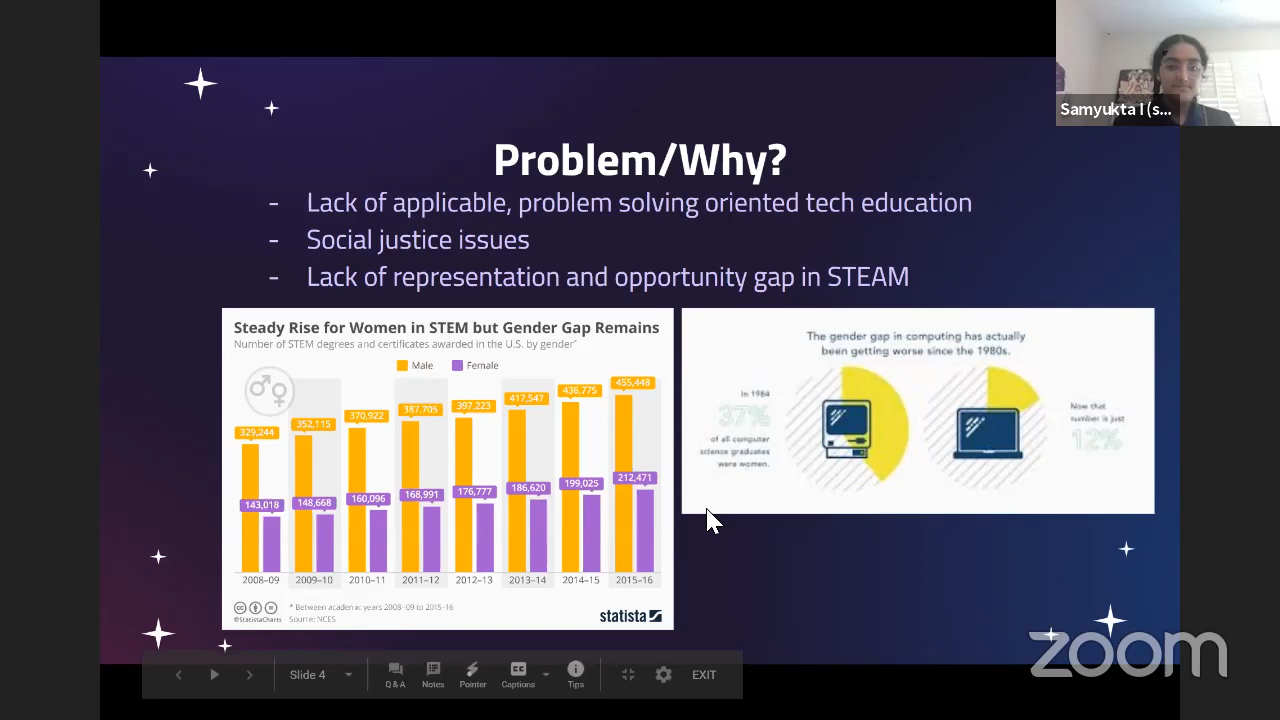 Samyukta I (s...
Problem/Why?
- Lack of applicable, problem solving oriented tech education
- Social justice issues
- Lack of representation and opportunity gap in STEAM
Steady Rise for Women in STEM but Gender Gap Remains
Number of STEM degrees and certificates awarded in the U.S. by gender*
Male Female
329,244 352,115 370,922 387,705 397,223 417,547 436,775 455,448
143,018 148,668 160,096 168,991 176,777 186,620 199,025 212,471
2008–09 2009–10 2010–11 2011–12 2012–13 2013–14 2014–15 2015–16
* Between academic years 2008–09 to 2015–16
@StatistaCharts Source: NCES
statista
The gender gap in computing has actually
been getting worse since the 1980s.
In 1984
37%
of all computer
science graduates
were women.
Now that
number is just
12%
zoom
Slide 4
Q & A Notes Pointer Captions Tips EXIT